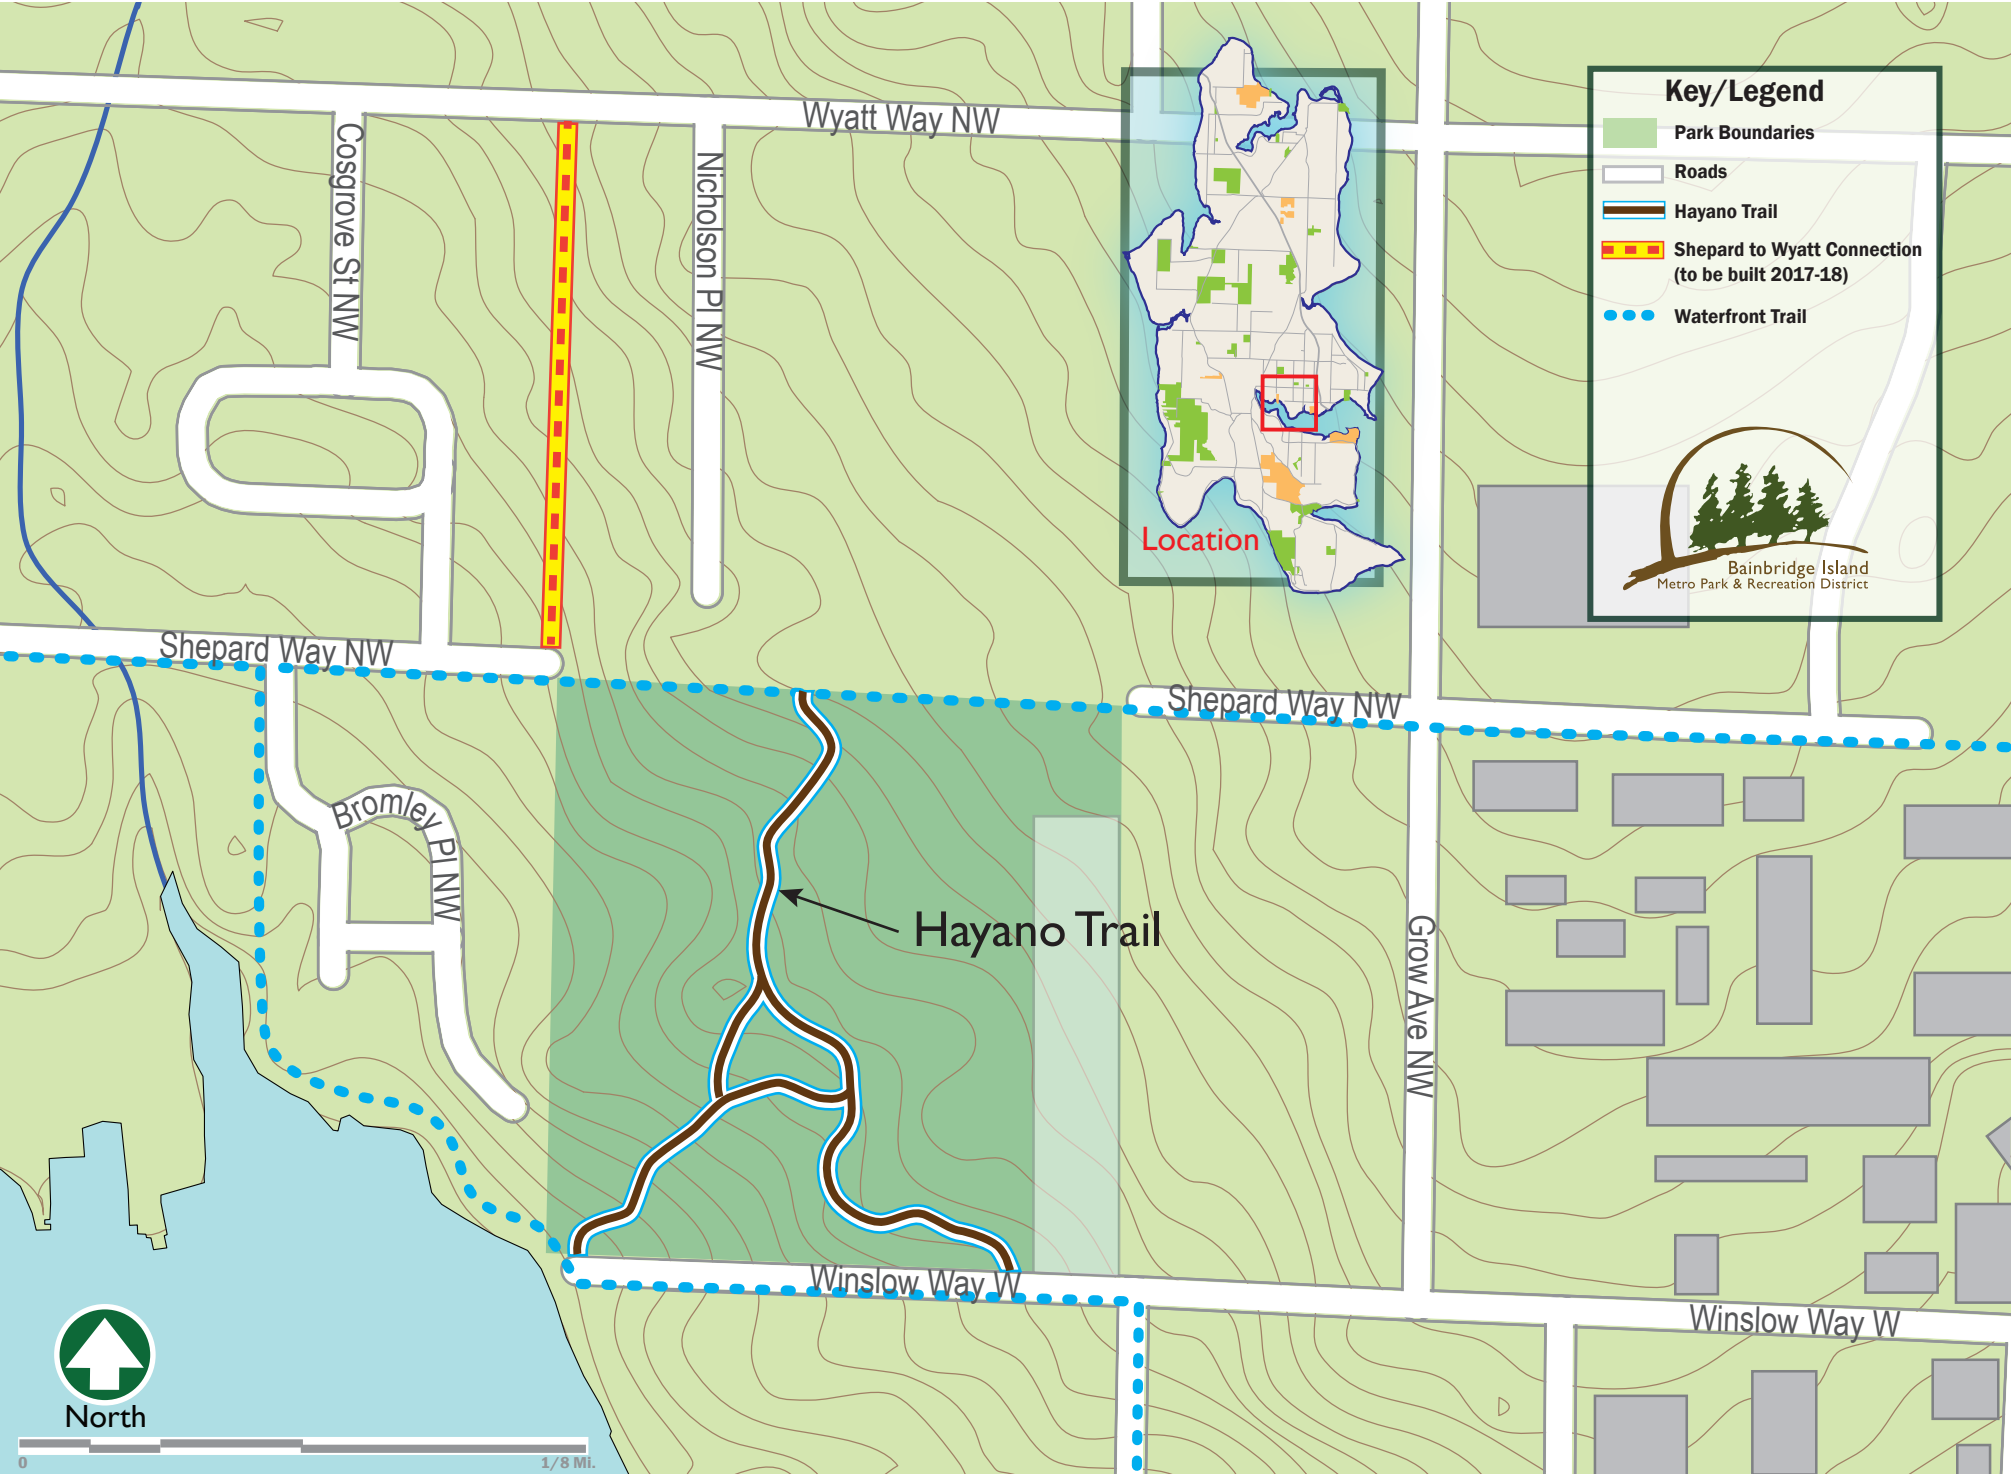 Wyatt Way NW
Cosgrove St NW
Nicholson Pl NW
Location
Key/Legend
Park Boundaries
Roads
Hayano Trail
Shepard to Wyatt Connection
(to be built 2017-18)
Waterfront Trail
Bainbridge Island
Metro Park & Recreation District
Shepard Way NW
Shepard Way NW
Bromley Pl NW
Hayano Trail
Grow Ave NW
Winslow Way W
Winslow Way W
North
0
1/8 Mi.